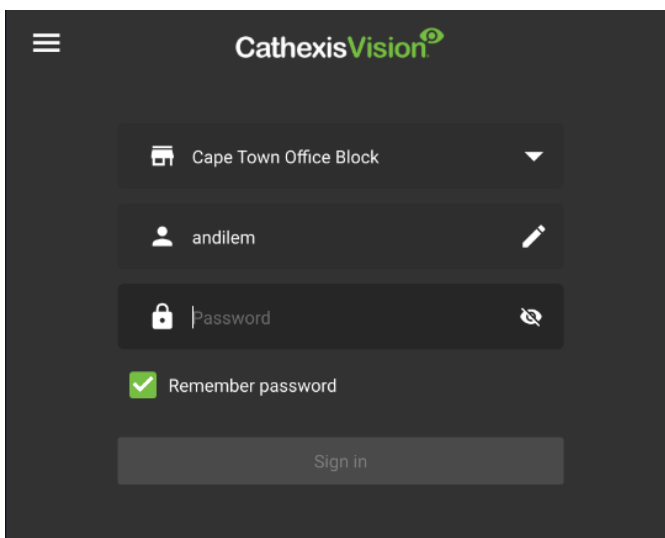 CathexisVision
Cape Town Office Block
andilem
Password
Remember password
Sign in